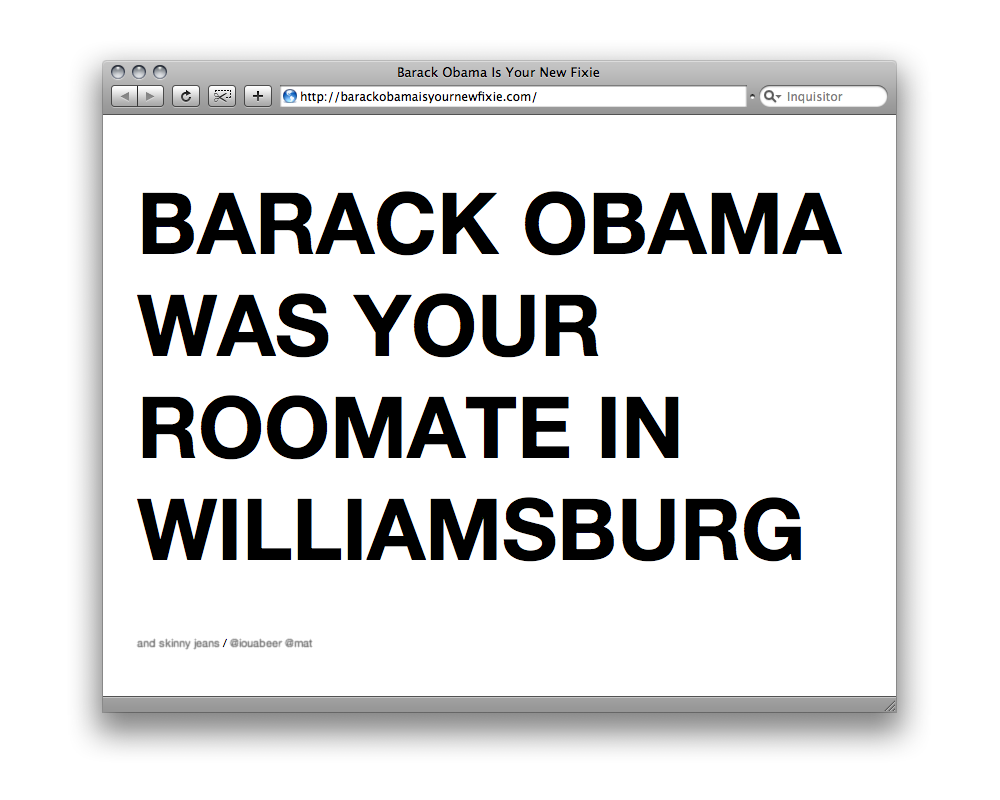 Barack Obama Is Your New Fixie
http://barackobamaisyournewfixie.com/ Inquisitor
BARACK OBAMA
WAS YOUR
ROOMATE IN
WILLIAMSBURG
and skinny jeans / @iouabeer @mat